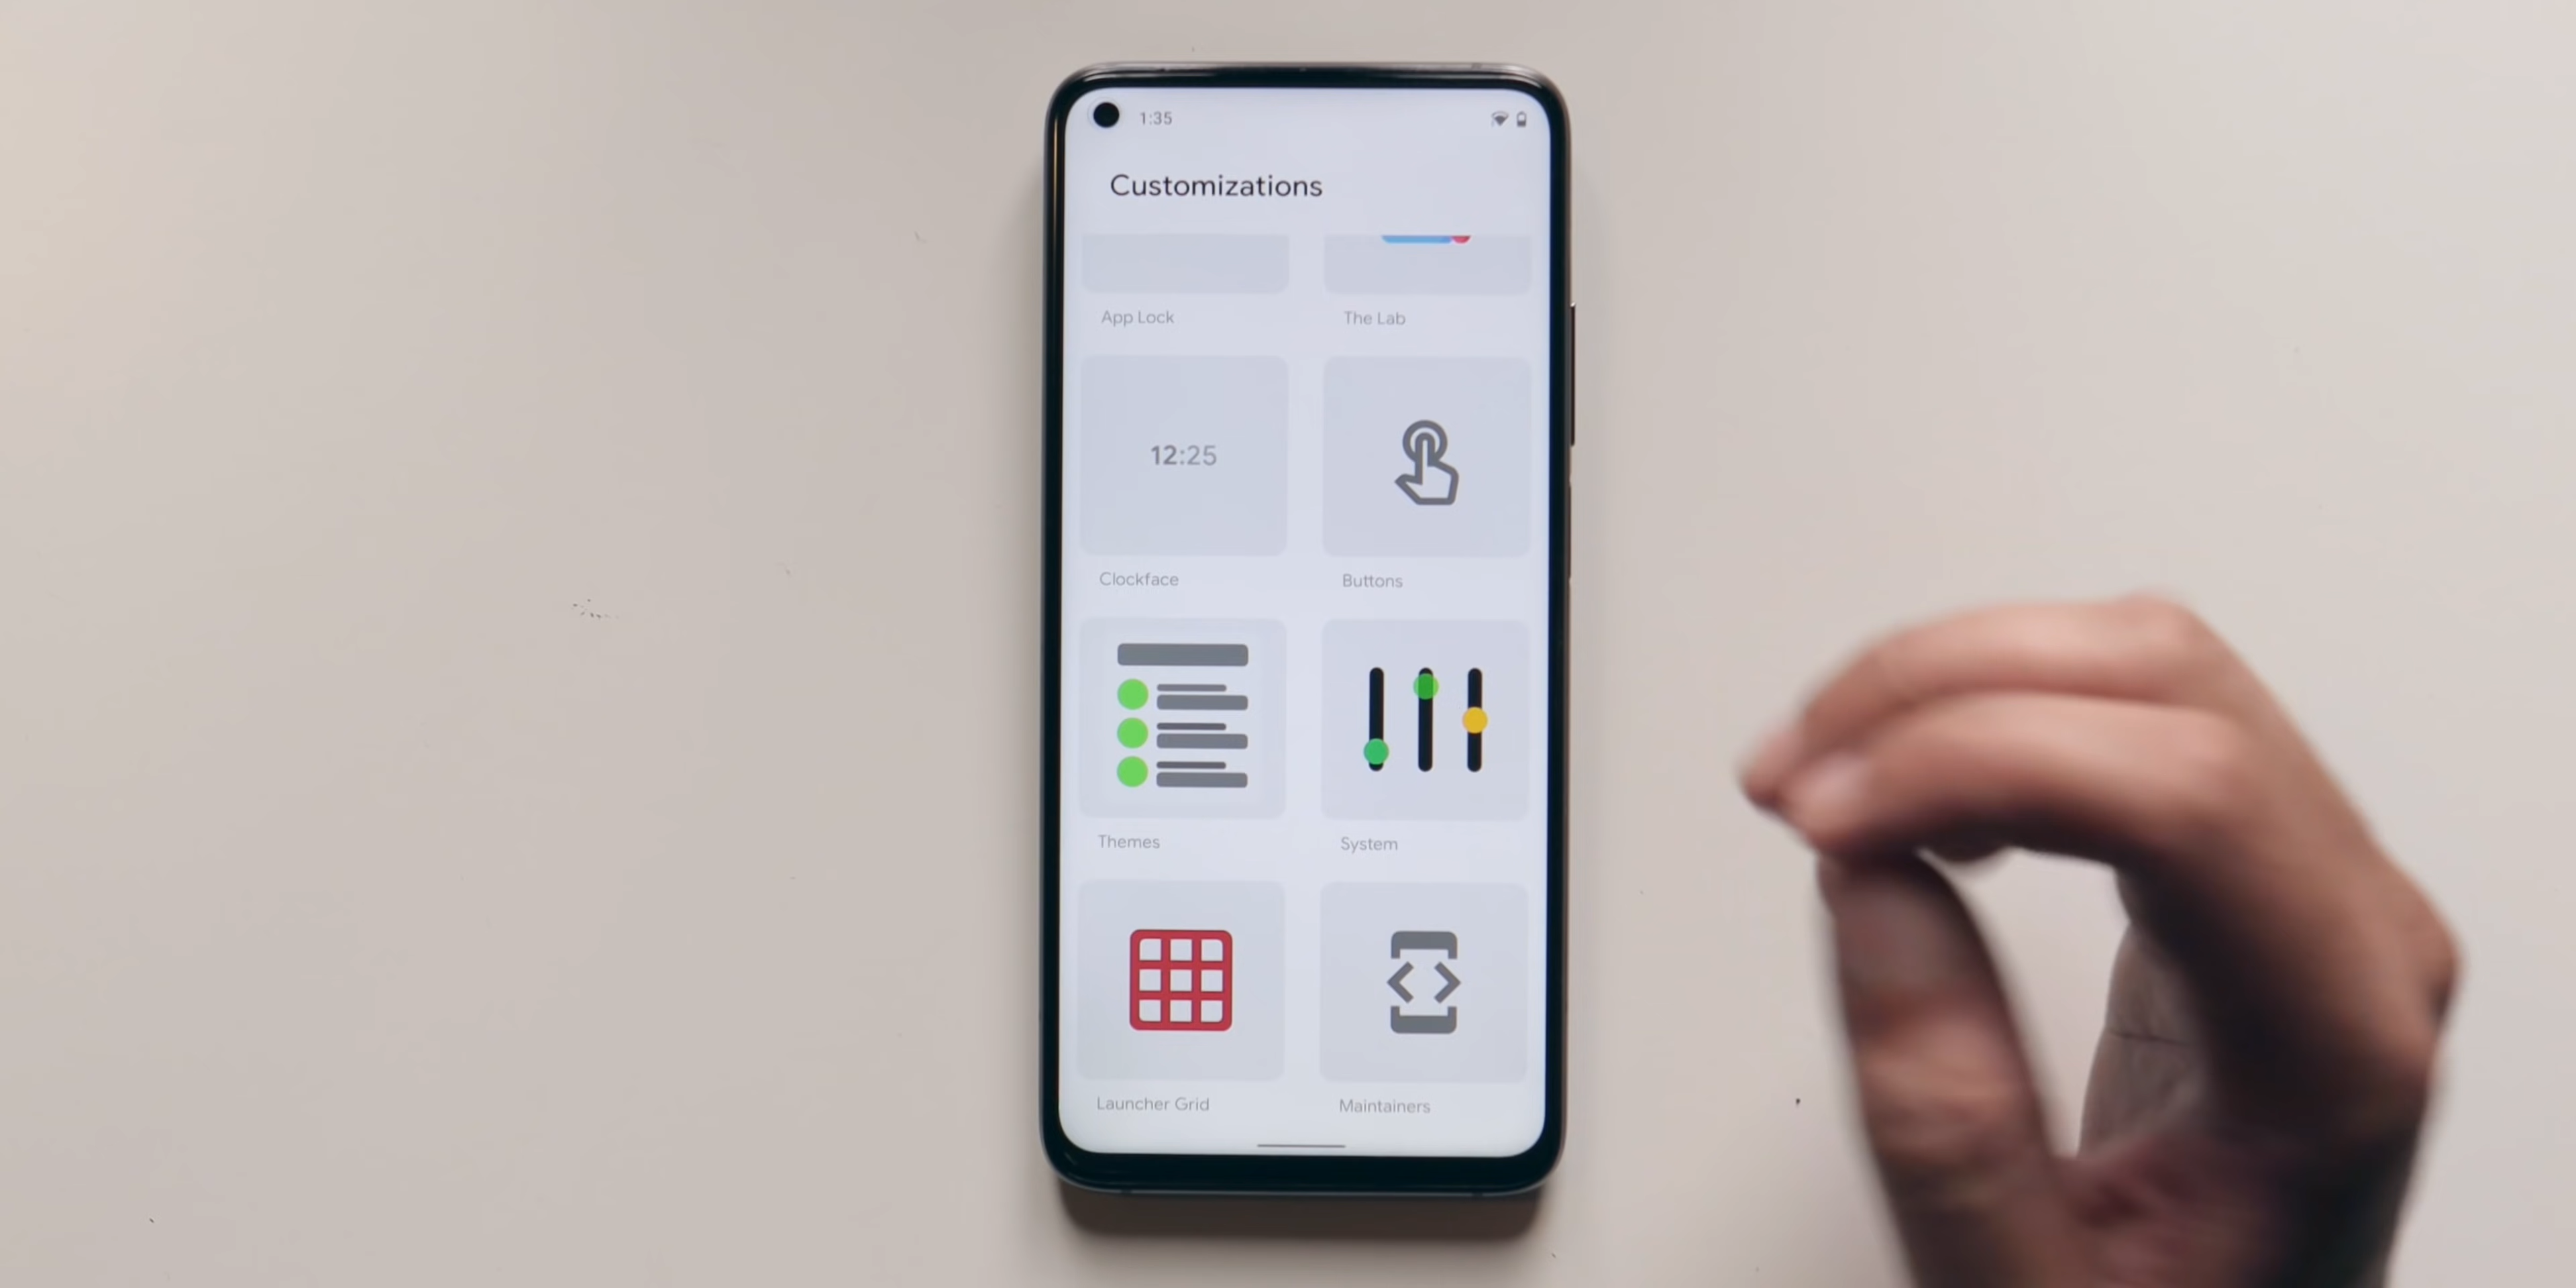 1:35
Customizations
App Lock
The Lab
12:25
Clockface
Buttons
Themes
System
Launcher Grid
Maintainers